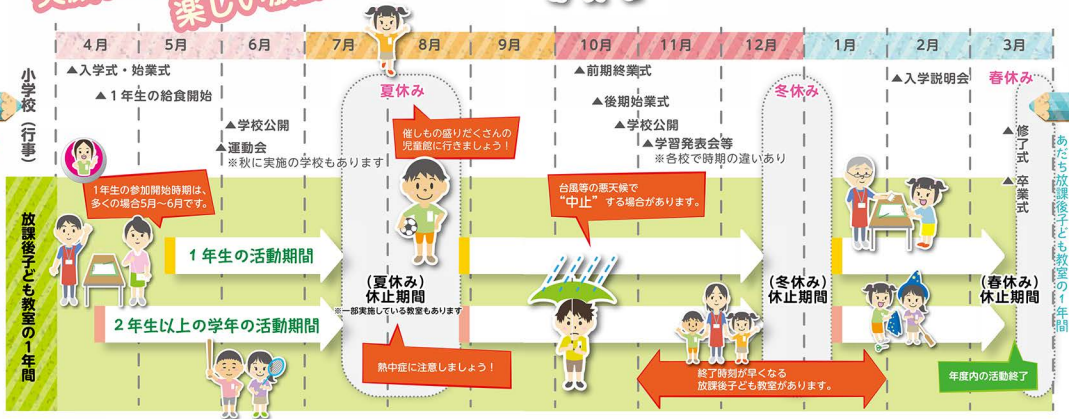 楽しい放
4月 5月 6月 7月 8月 9月 10月 11月 12月 1月 2月 3月
小学校（行事）
▲入学式・始業式
▲1年生の給食開始
▲学校公開
▲運動会
※秋に実施の学校もあります
夏休み
催しもの盛りだくさんの
児童館に行きましょう！
▲前期終業式
▲後期始業式
▲学校公開
▲学習発表会等
※各校で時期の違いあり
冬休み
▲入学説明会
春休み
▲修了式
▲卒業式
あだち放課後子ども教室の1年間
放課後子ども教室の1年間
1年生の参加開始時期は、
多くの場合5月～6月です。
台風等の悪天候で
“中止”する場合があります。
1年生の活動期間
(夏休み)
休止期間
※一部実施している教室もあります
(冬休み)
休止期間
(春休み)
休止期間
2年生以上の学年の活動期間
熱中症に注意しましょう！
終了時刻が早くなる
放課後子ども教室があります。
年度内の活動終了